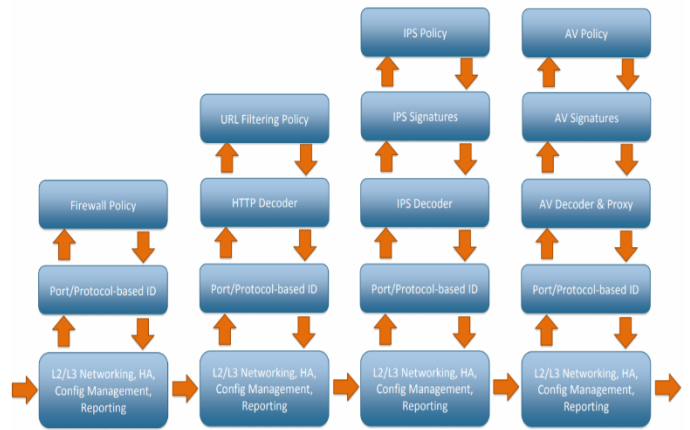 IPS Policy
AV Policy
URL Filtering Policy
IPS Signatures
AV Signatures
Firewall Policy
HTTP Decoder
IPS Decoder
AV Decoder & Proxy
Port/Protocol-based ID
Port/Protocol-based ID
Port/Protocol-based ID
Port/Protocol-based ID
L2/L3 Networking, HA,
Config Management,
Reporting
L2/L3 Networking, HA,
Config Management,
Reporting
L2/L3 Networking, HA,
Config Management,
Reporting
L2/L3 Networking, HA,
Config Management,
Reporting